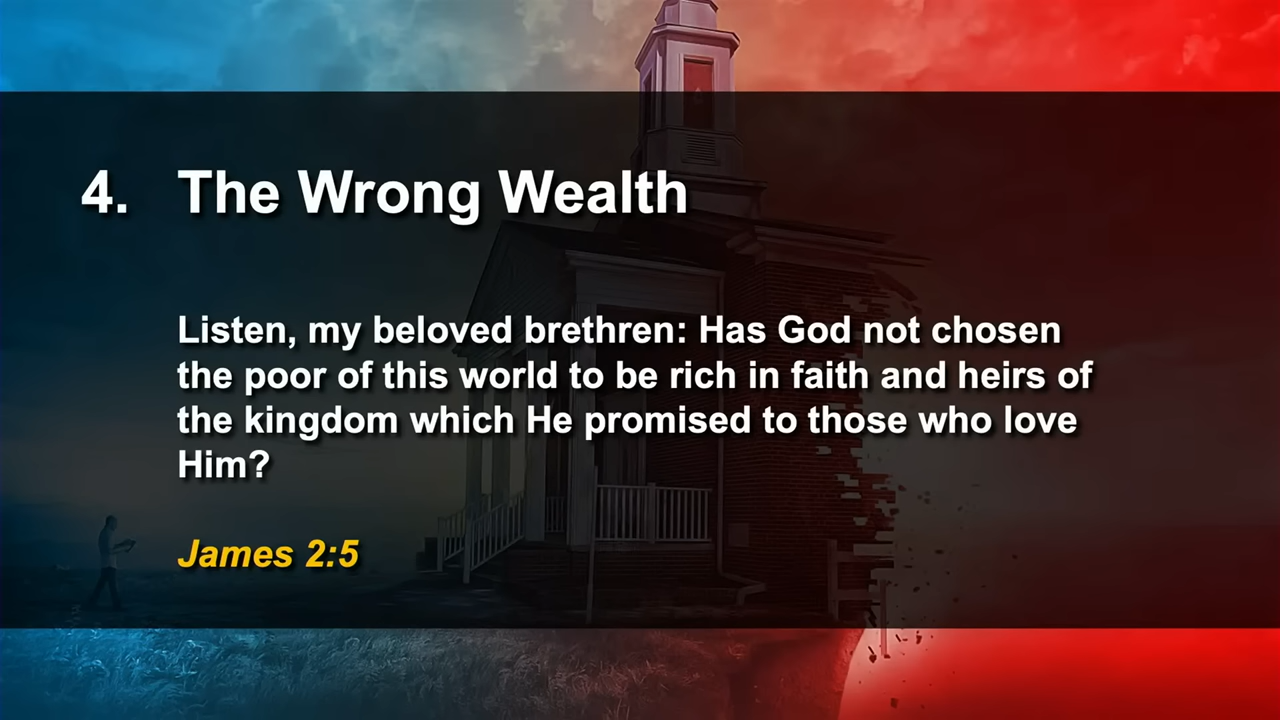 4. The Wrong Wealth
Listen, my beloved brethren: Has God not chosen
the poor of this world to be rich in faith and heirs of
the kingdom which He promised to those who love
Him?
James 2:5